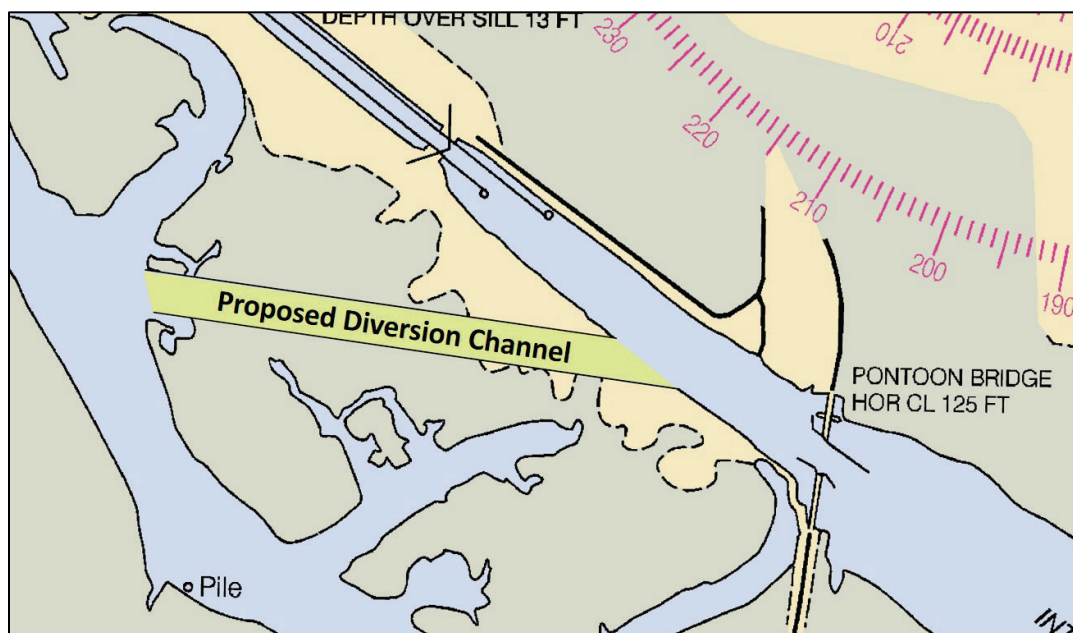 DEPTH OVER SILL 13 FT
230
220
210
200
190
210
Proposed Diversion Channel
PONTOON BRIDGE
HOR CL 125 FT
Pile